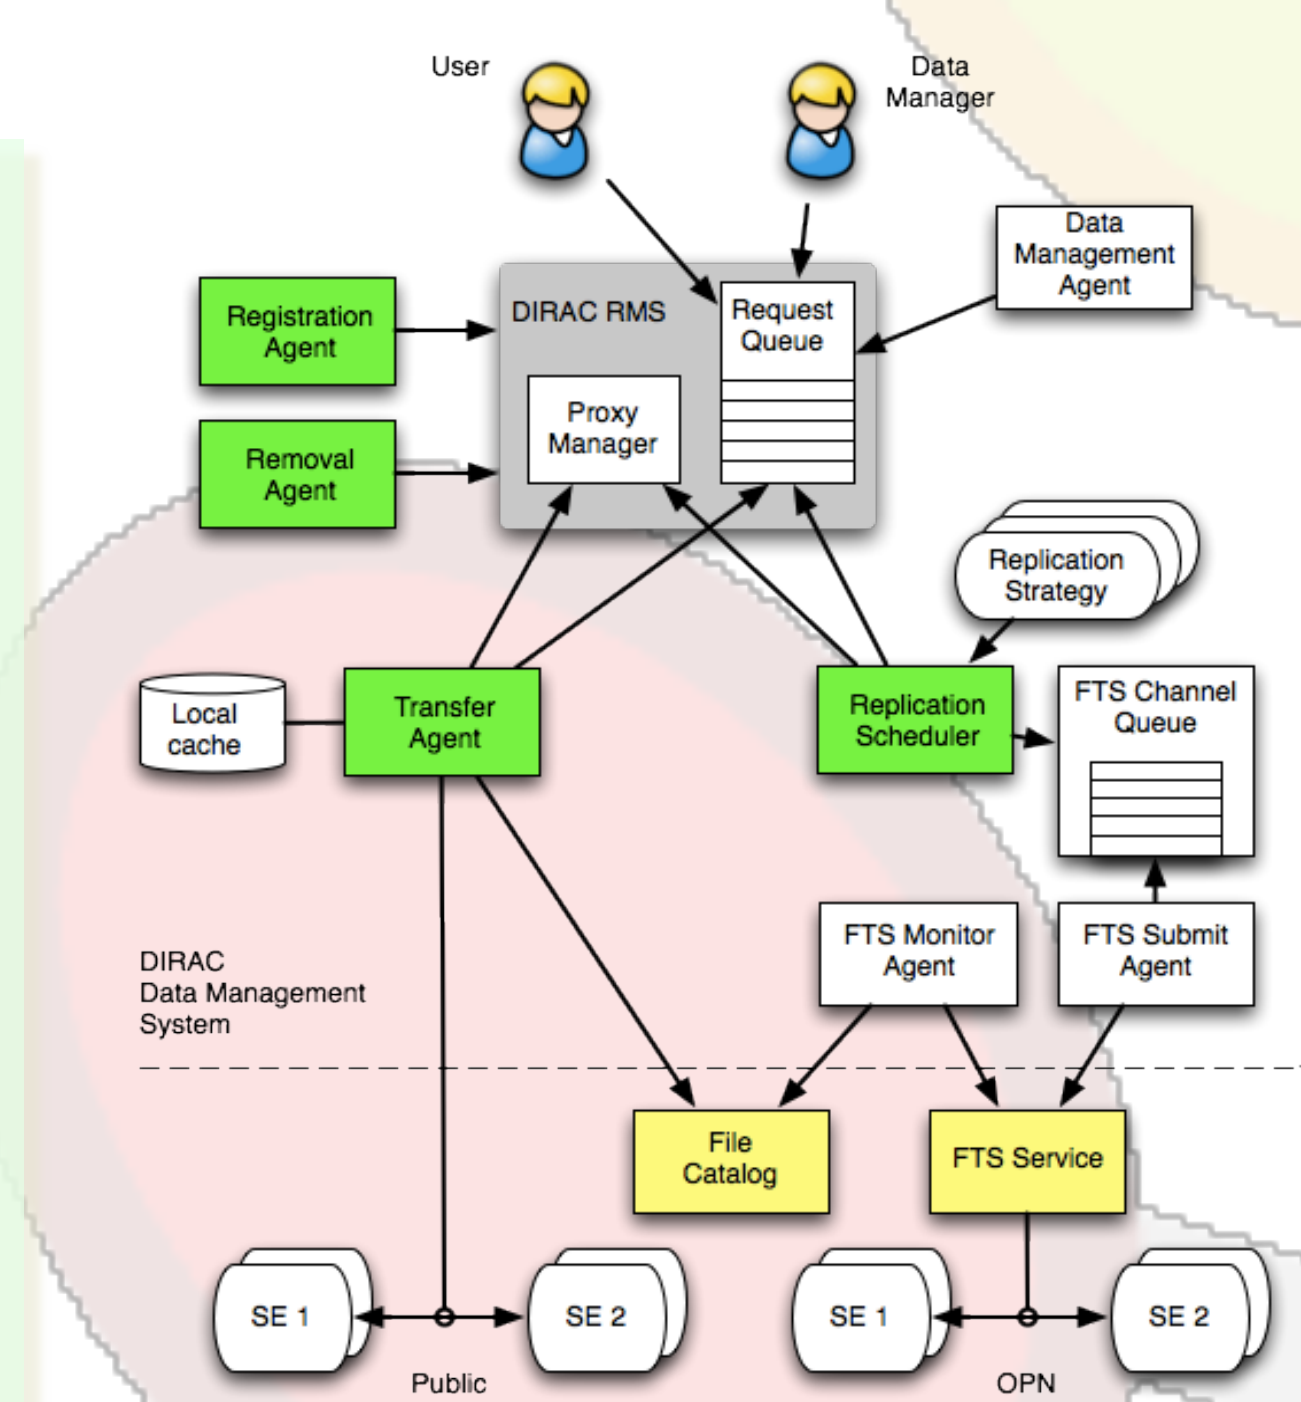 User
Data
Manager
Data
Management
Agent
Registration
Agent
DIRAC RMS
Request
Queue
Proxy
Manager
Removal
Agent
Replication
Strategy
Local
cache
Transfer
Agent
Replication
Scheduler
FTS Channel
Queue
FTS Monitor
Agent
FTS Submit
Agent
DIRAC
Data Management
System
File
Catalog
FTS Service
SE 1
SE 2
SE 1
SE 2
Public
OPN